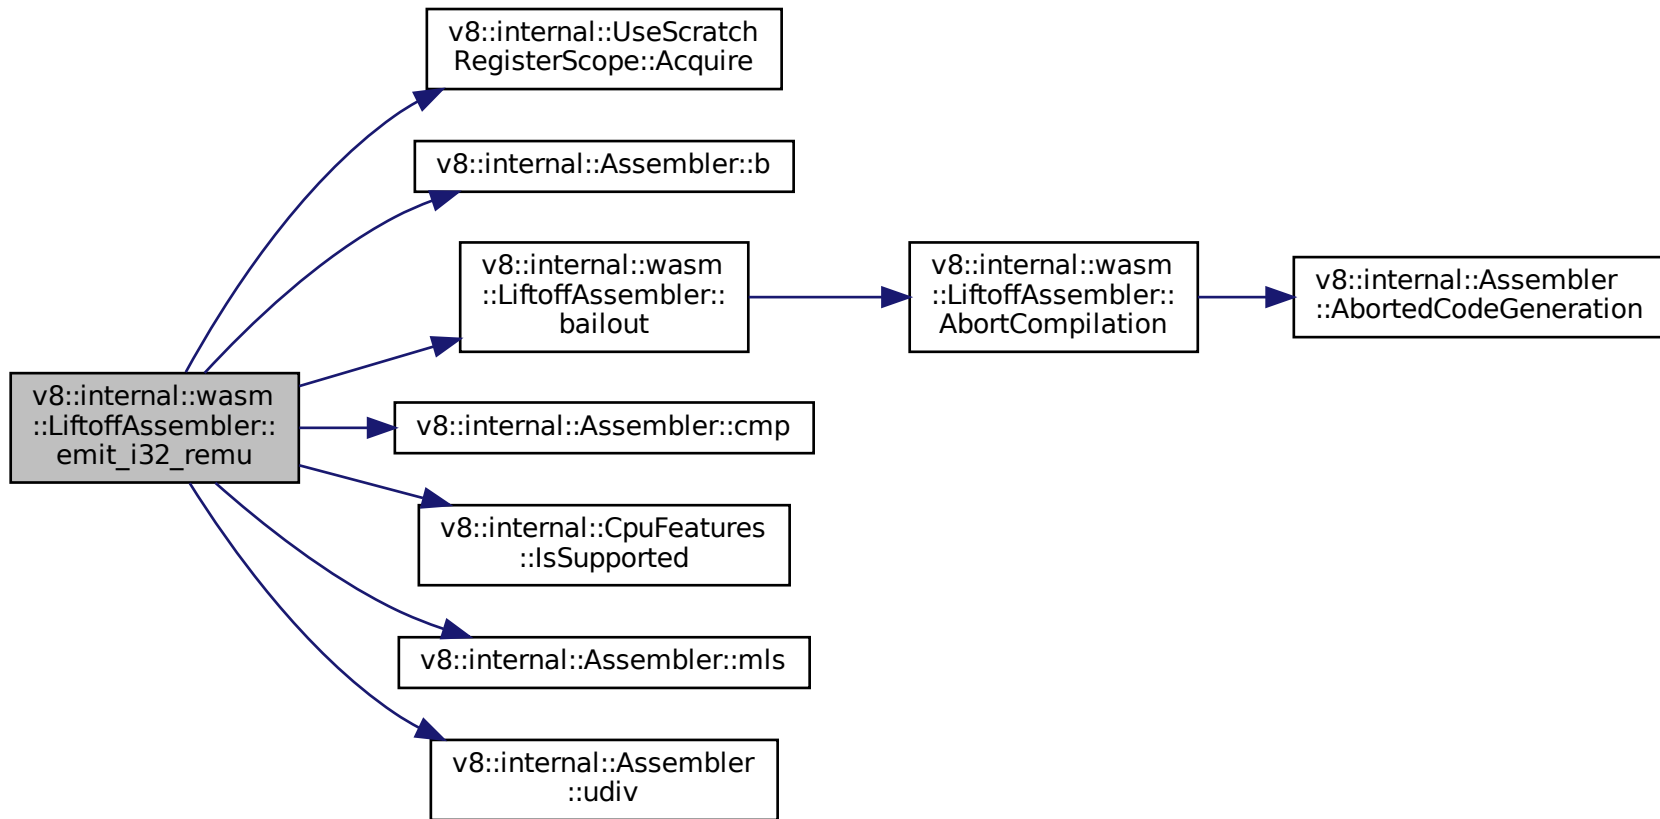 v8::internal::UseScratch
RegisterScope::Acquire
v8::internal::Assembler::b
v8::internal::wasm
::LiftoffAssembler::
bailout
v8::internal::wasm
::LiftoffAssembler::
AbortCompilation
v8::internal::Assembler
::AbortedCodeGeneration
v8::internal::wasm
::LiftoffAssembler::
emit_i32_remu
v8::internal::Assembler::cmp
v8::internal::CpuFeatures
::IsSupported
v8::internal::Assembler::mls
v8::internal::Assembler
::udiv